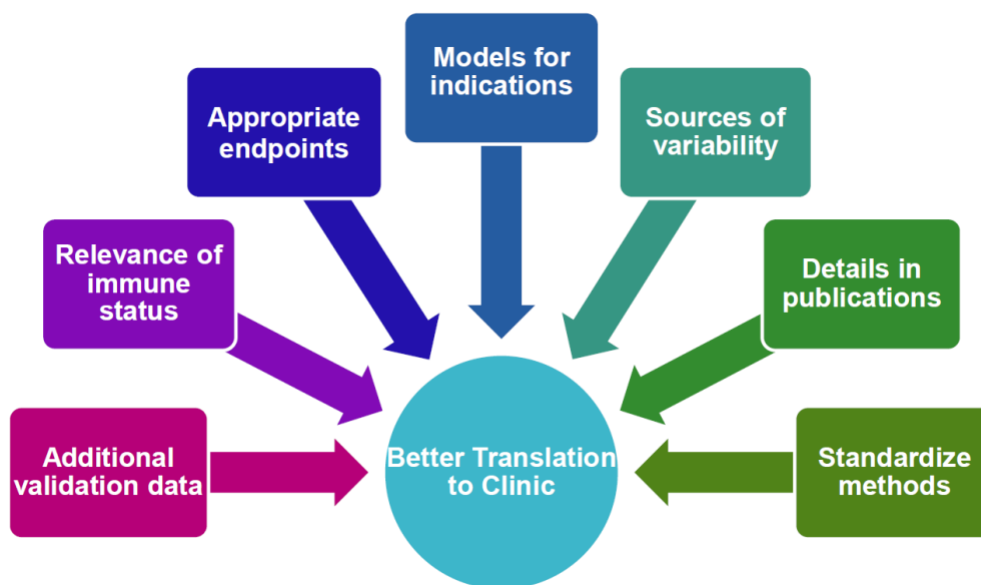 Models for
indications
Appropriate
endpoints
Sources of
variability
Relevance of
immune
status
Details in
publications
Additional
validation data
Better Translation
to Clinic
Standardize
methods